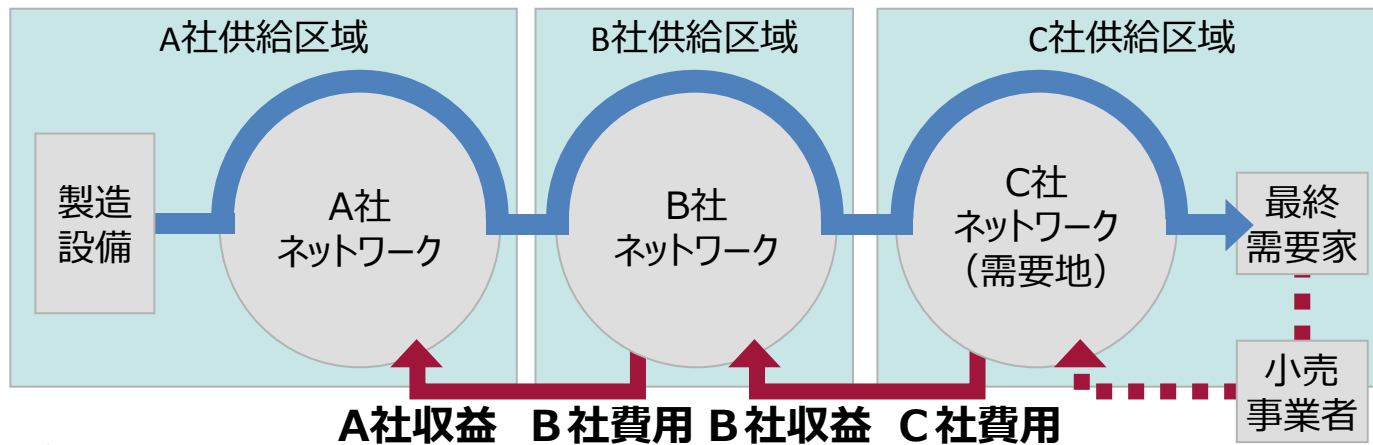 A社供給区域
B社供給区域
C社供給区域
製造
設備
A社
ネットワーク
B社
ネットワーク
C社
ネットワーク
（需要地）
最終
需要家
小売
事業者
A社収益 B社費用 B社収益 C社費用